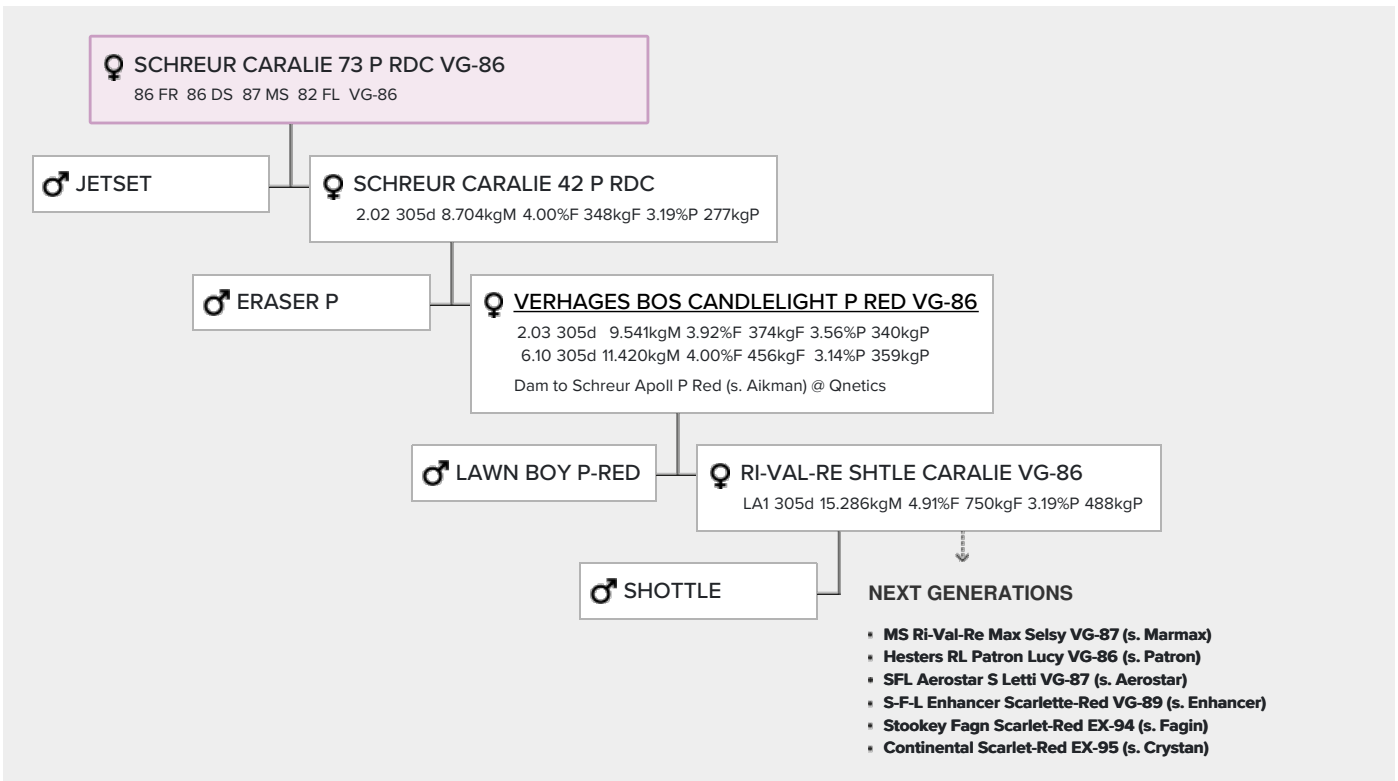 SCHREUR CARALIE 73 P RDC VG-86
86 FR 86 DS 87 MS 82 FL VG-86
JETSET
SCHREUR CARALIE 42 P RDC
2.02 305d 8.704kgM 4.00%F 348kgF 3.19%P 277kgP
ERASER P
VERHAGES BOS CANDLELIGHT P RED VG-86
2.03 305d 9.541kgM 3.92%F 374kgF 3.56%P 340kgP
6.10 305d 11.420kgM 4.00%F 456kgF 3.14%P 359kgP
Dam to Schreur Apoll P Red (s. Aikman) @ Qnetics
LAWN BOY P-RED
RI-VAL-RE SHTLE CARALIE VG-86
LA1 305d 15.286kgM 4.91%F 750kgF 3.19%P 488kgP
SHOTTLE
NEXT GENERATIONS
• MS Ri-Val-Re Max Selsy VG-87 (s. Marmax)
• Hesters RL Patron Lucy VG-86 (s. Patron)
• SFL Aerostar S Letti VG-87 (s. Aerostar)
• S-F-L Enhancer Scarlette-Red VG-89 (s. Enhancer)
• Stookey Fagn Scarlet-Red EX-94 (s. Fagin)
• Continental Scarlet-Red EX-95 (s. Crystan)